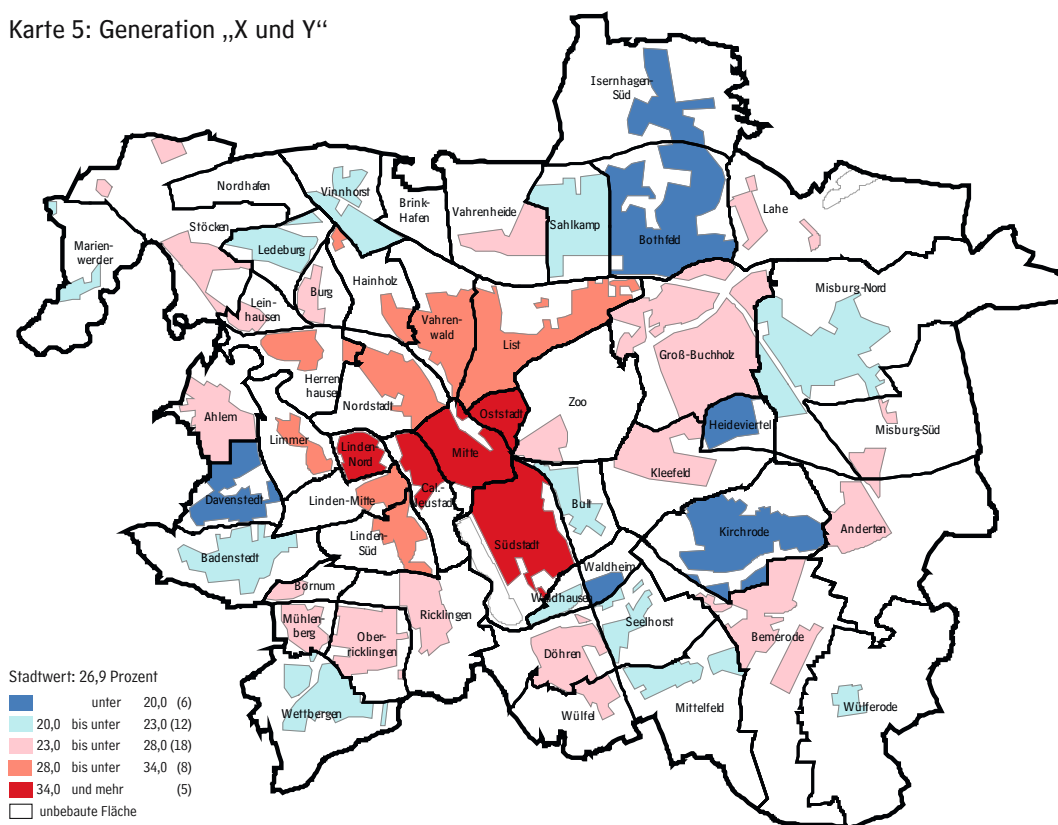 Karte 5: Generation „X und Y“
Isernhagen-
Süd
Nordhafen
Vinnhorst
Brink-
Hafen
Vahrenheide
Sahlkamp
Bothfeld
Lahe
Marien-
werder
Stöcken
Ledeburg
Hainholz
Burg
Lein-
hausen
Vahren-
wald
List
Misburg-Nord
Groß-Buchholz
Herren-
hausen
Nordstadt
Zoo
Oststadt
Heideviertel
Misburg-Süd
Ahlem
Limmer
Linden-
Nord
Mitte
Kleefeld
Davenstedt
Linden-Mitte
Cal.-
Neustadt
Bult
Kirchrode
Anderten
Badenstedt
Linden-
Süd
Südstadt
Waldheim
Bornum
Waldhausen
Mühlen-
berg
Ober-
ricklingen
Ricklingen
Seelhorst
Bemerode
Döhren
Wettbergen
Wülfel
Mittelfeld
Wülferode
Stadtwert: 26,9 Prozent
unter 20,0 (6)
20,0 bis unter 23,0 (12)
23,0 bis unter 28,0 (18)
28,0 bis unter 34,0 (8)
34,0 und mehr (5)
unbebaute Fläche